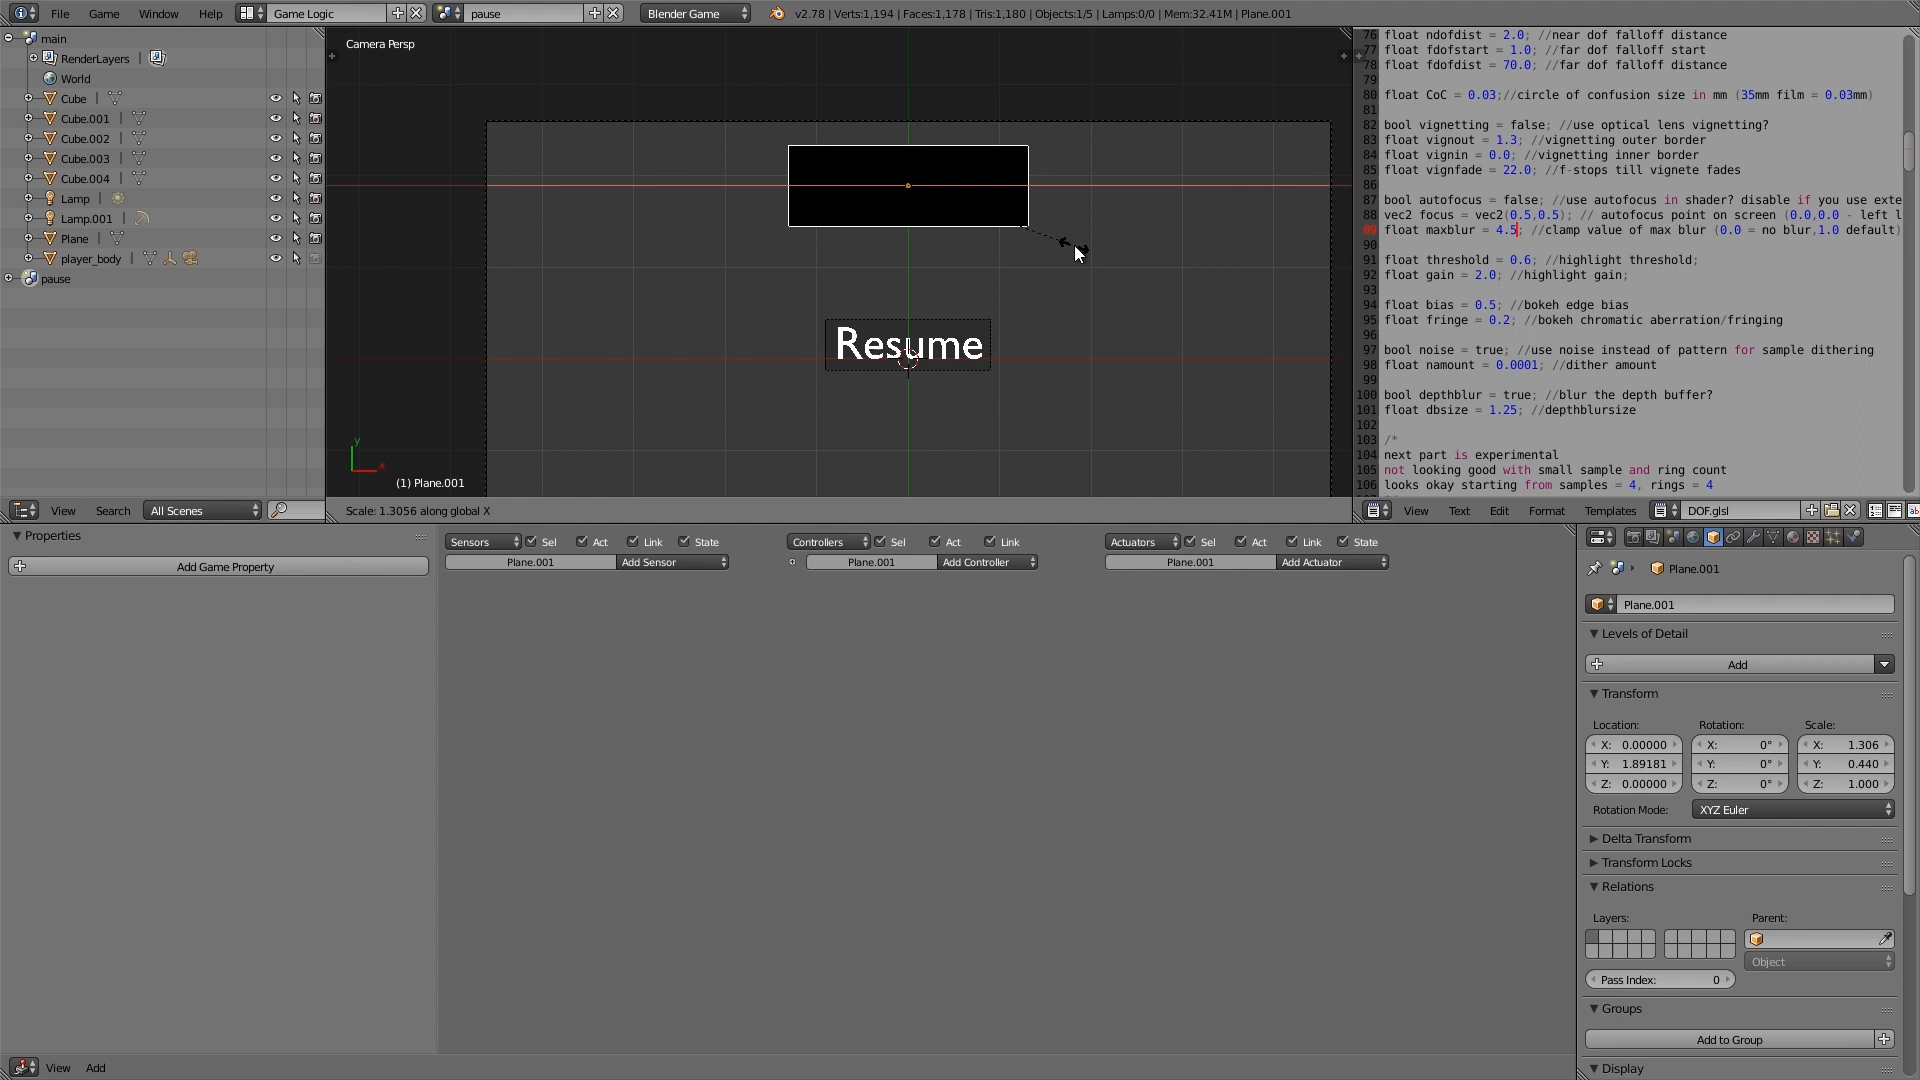 File Game Window Help Game Logic pause Blender Game v2.78 | Verts:1,194 | Faces:1,178 | Tris:1,180 | Objects:1/5 | Lamps:0/0 | Mem:32.41M | Plane.001
main
RenderLayers |
World
Cube |
Cube.001 |
Cube.002 |
Cube.003 |
Cube.004 |
Lamp |
Lamp.001 |
Plane |
player_body |
pause
View Search All Scenes
Camera Persp
Resume
y
x
(1) Plane.001
Scale: 1.3056 along global X
76 float ndofdist = 2.0; //near dof falloff distance
77 float fdofstart = 1.0; //far dof falloff start
78 float fdofdist = 70.0; //far dof falloff distance
79
80 float CoC = 0.03;//circle of confusion size in mm (35mm film = 0.03mm)
81
82 bool vignetting = false; //use optical lens vignetting?
83 float vignout = 1.3; //vignetting outer border
84 float vignin = 0.0; //vignetting inner border
85 float vignfade = 22.0; //f-stops till vignete fades
86
87 bool autofocus = false; //use autofocus in shader? disable if you use exte
88 vec2 focus = vec2(0.5,0.5); // autofocus point on screen (0.0,0.0 - left l
89 float maxblur = 4.5; //clamp value of max blur (0.0 = no blur,1.0 default)
90
91 float threshold = 0.6; //highlight threshold;
92 float gain = 2.0; //highlight gain;
93
94 float bias = 0.5; //bokeh edge bias
95 float fringe = 0.2; //bokeh chromatic aberration/fringing
96
97 bool noise = true; //use noise instead of pattern for sample dithering
98 float namount = 0.0001; //dither amount
99
100 bool depthblur = true; //blur the depth buffer?
101 float dbsize = 1.25; //depthblursize
102
103 /*
104 next part is experimental
105 not looking good with small sample and ring count
106 looks okay starting from samples = 4, rings = 4
View Text Edit Format Templates DOF.glsl
Properties
Add Game Property
Sensors Sel Act Link State Controllers Sel Act Link Actuators Sel Act Link State
Plane.001 Add Sensor Plane.001 Add Controller Plane.001 Add Actuator
Plane.001
Plane.001
Levels of Detail
Add
Transform
Location: Rotation: Scale:
X: 0.00000 X: 0° X: 1.306
Y: 1.89181 Y: 0° Y: 0.440
Z: 0.00000 Z: 0° Z: 1.000
Rotation Mode: XYZ Euler
Delta Transform
Transform Locks
Relations
Layers: Parent:
Object
Pass Index: 0
Groups
Add to Group
Display
View Add